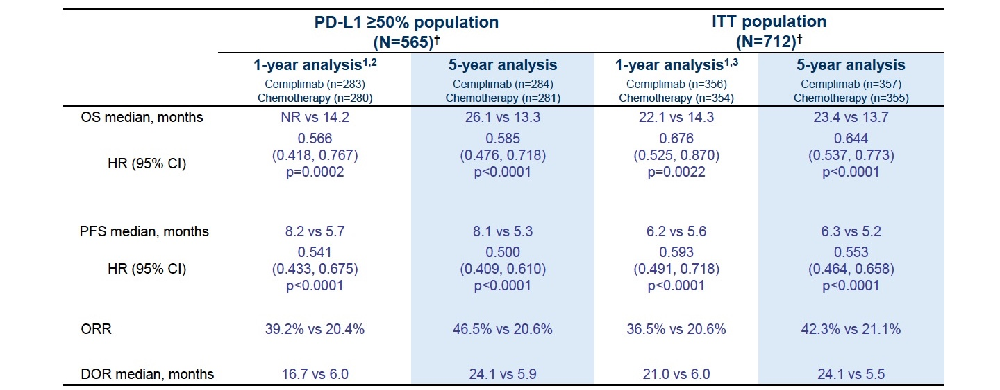 PD-L1 ≥50% population (N=565)† ITT population (N=712)†
1-year analysis1,2 5-year analysis 1-year analysis1,3 5-year analysis
Cemiplimab (n=283) Cemiplimab (n=284) Cemiplimab (n=356) Cemiplimab (n=357)
Chemotherapy (n=280) Chemotherapy (n=281) Chemotherapy (n=354) Chemotherapy (n=355)
OS median, months NR vs 14.2 26.1 vs 13.3 22.1 vs 14.3 23.4 vs 13.7
0.566 0.585 0.676 0.644
HR (95% CI) (0.418, 0.767) (0.476, 0.718) (0.525, 0.870) (0.537, 0.773)
p=0.0002 p<0.0001 p=0.0022 p<0.0001
PFS median, months 8.2 vs 5.7 8.1 vs 5.3 6.2 vs 5.6 6.3 vs 5.2
0.541 0.500 0.593 0.553
HR (95% CI) (0.433, 0.675) (0.409, 0.610) (0.491, 0.718) (0.464, 0.658)
p<0.0001 p<0.0001 p<0.0001 p<0.0001
ORR 39.2% vs 20.4% 46.5% vs 20.6% 36.5% vs 20.6% 42.3% vs 21.1%
DOR median, months 16.7 vs 6.0 24.1 vs 5.9 21.0 vs 6.0 24.1 vs 5.5